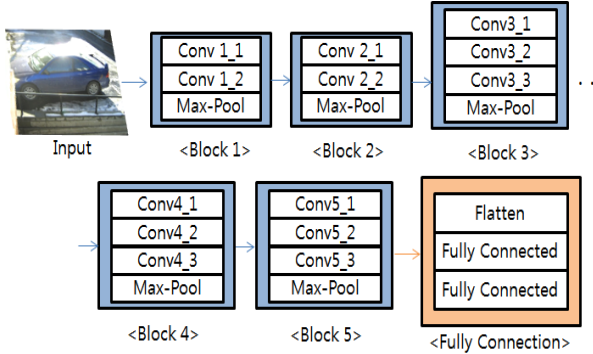 Conv 1_1
Conv 1_2
Max-Pool
<Block 1>
Conv 2_1
Conv 2_2
Max-Pool
<Block 2>
Conv3_1
Conv3_2
Conv3_3
Max-Pool
<Block 3>
. .
Input
Conv4_1
Conv4_2
Conv4_3
Max-Pool
<Block 4>
Conv5_1
Conv5_2
Conv5_3
Max-Pool
<Block 5>
Flatten
Fully Connected
Fully Connected
<Fully Connection>